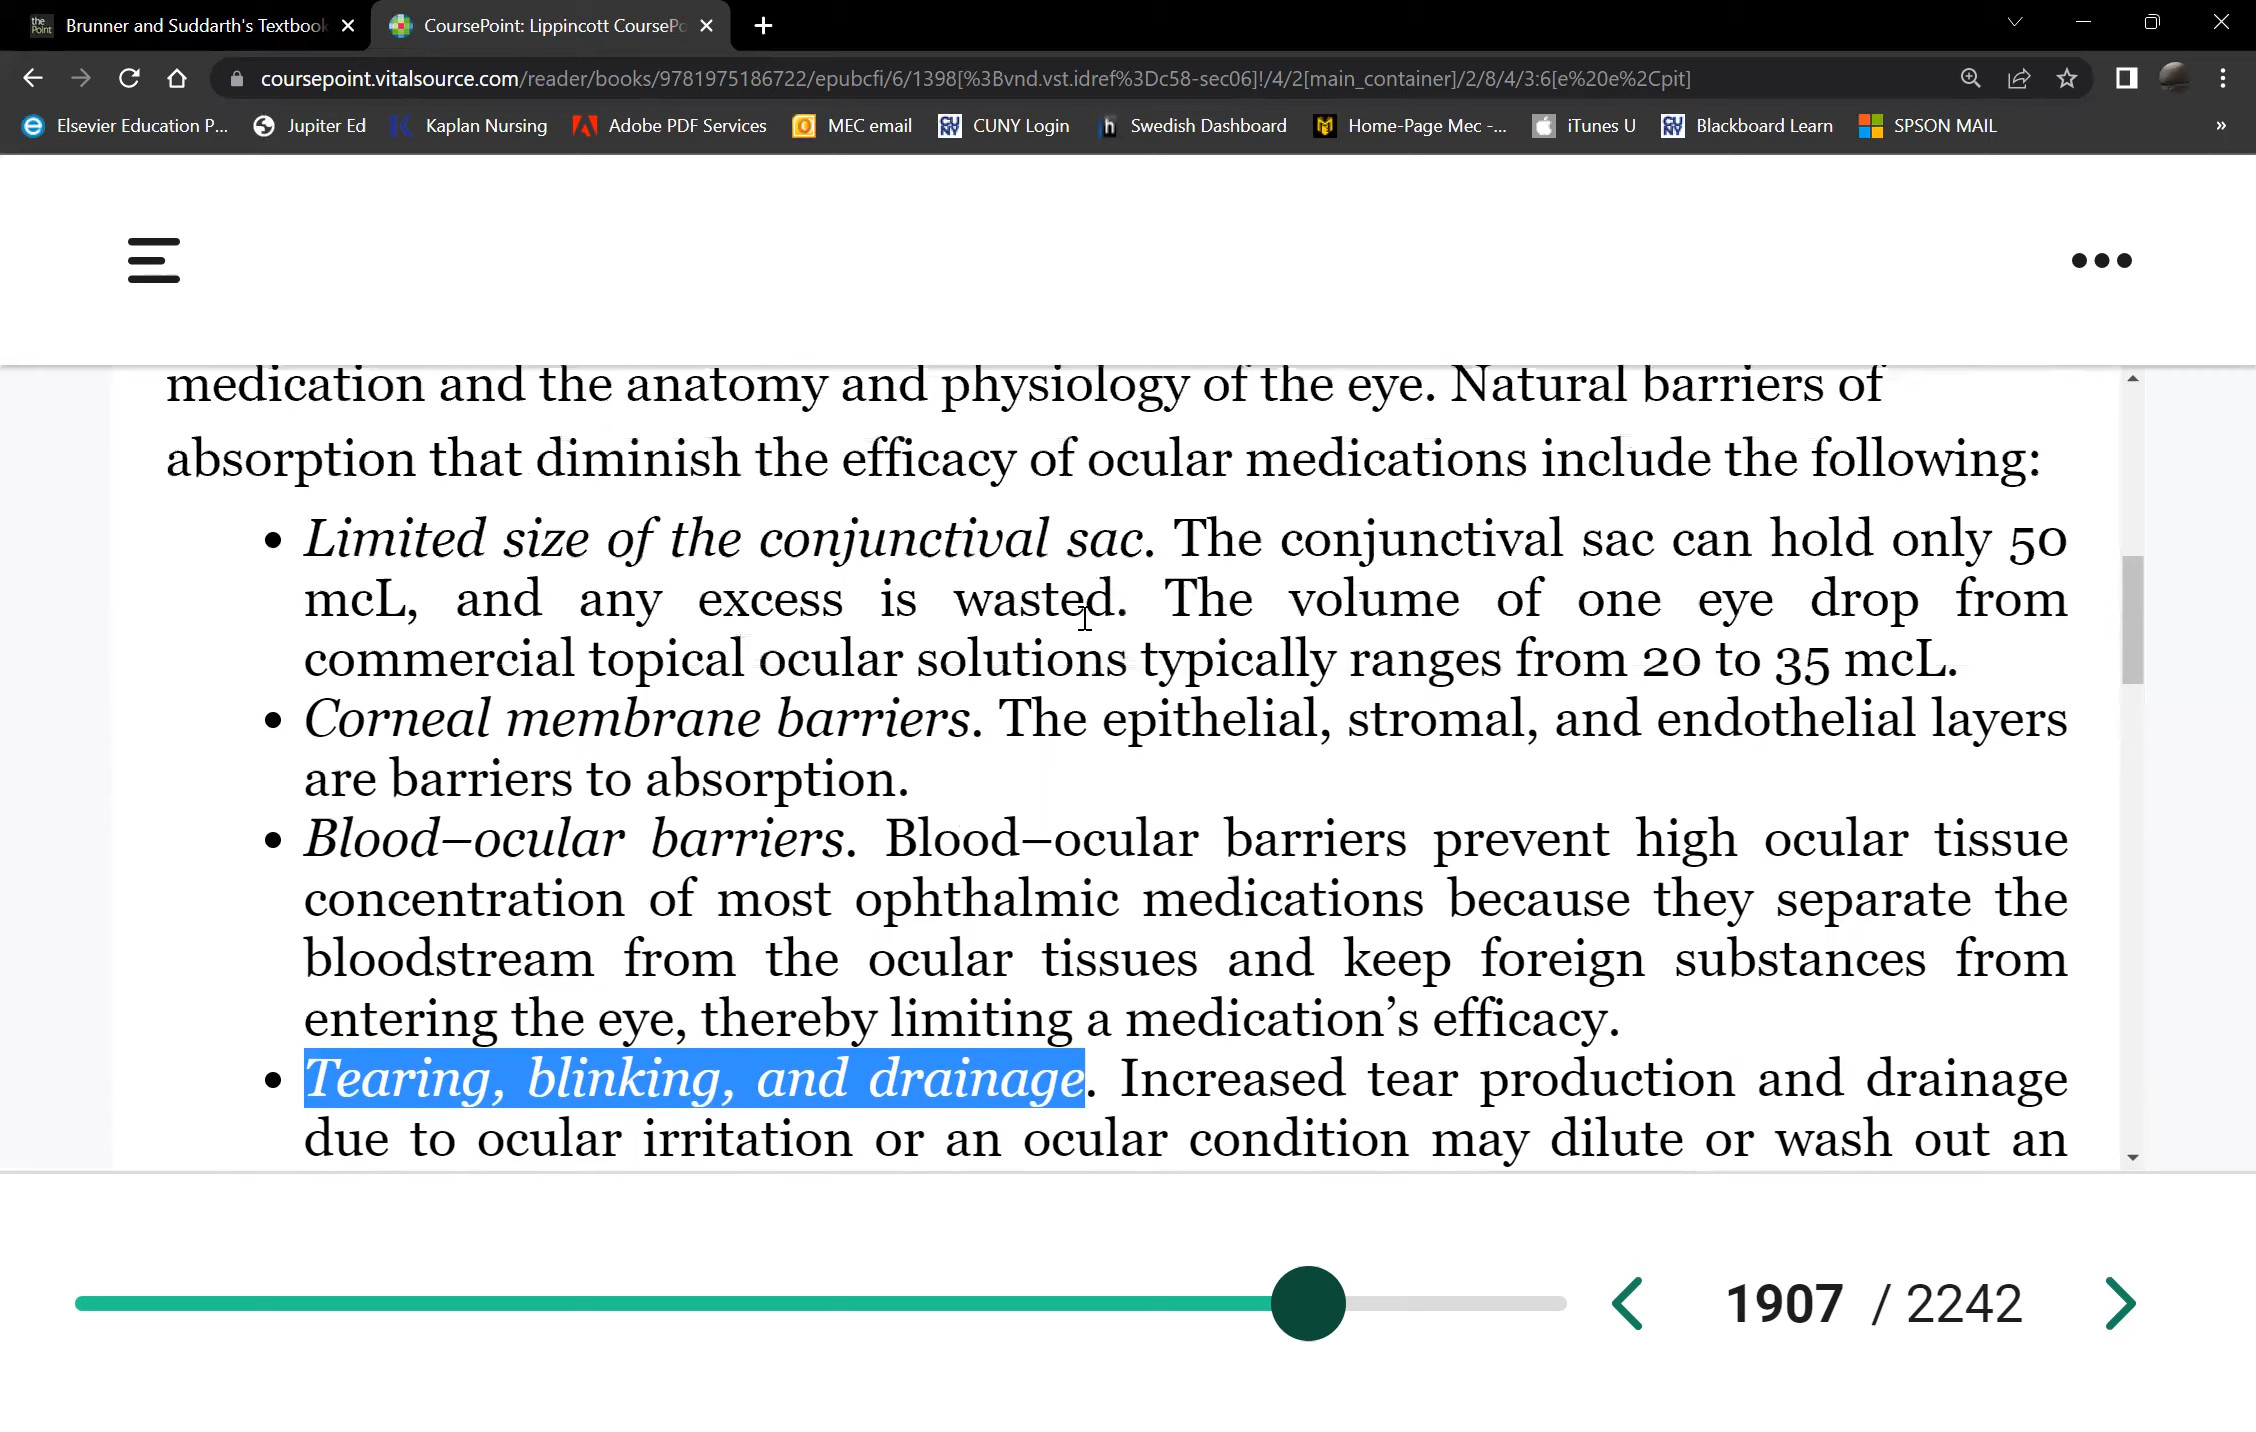 the Point
Brunner and Suddarth's Textbook
CoursePoint: Lippincott CoursePo
coursepoint.vitalsource.com/reader/books/9781975186722/epubcfi/6/1398[%3Bvnd.vst.idref%3Dc58-sec06]!/4/2[main_container]/2/8/4/3:6[e%20e%2Cpit]
Elsevier Education P... Jupiter Ed Kaplan Nursing Adobe PDF Services MEC email CUNY Login Swedish Dashboard Home-Page Mec -... iTunes U Blackboard Learn SPSON MAIL »
medication and the anatomy and physiology of the eye. Natural barriers of
absorption that diminish the efficacy of ocular medications include the following:
• Limited size of the conjunctival sac. The conjunctival sac can hold only 50
mcL, and any excess is wasted. The volume of one eye drop from
commercial topical ocular solutions typically ranges from 20 to 35 mcL.
• Corneal membrane barriers. The epithelial, stromal, and endothelial layers
are barriers to absorption.
• Blood–ocular barriers. Blood–ocular barriers prevent high ocular tissue
concentration of most ophthalmic medications because they separate the
bloodstream from the ocular tissues and keep foreign substances from
entering the eye, thereby limiting a medication’s efficacy.
• Tearing, blinking, and drainage. Increased tear production and drainage
due to ocular irritation or an ocular condition may dilute or wash out an
1907 / 2242